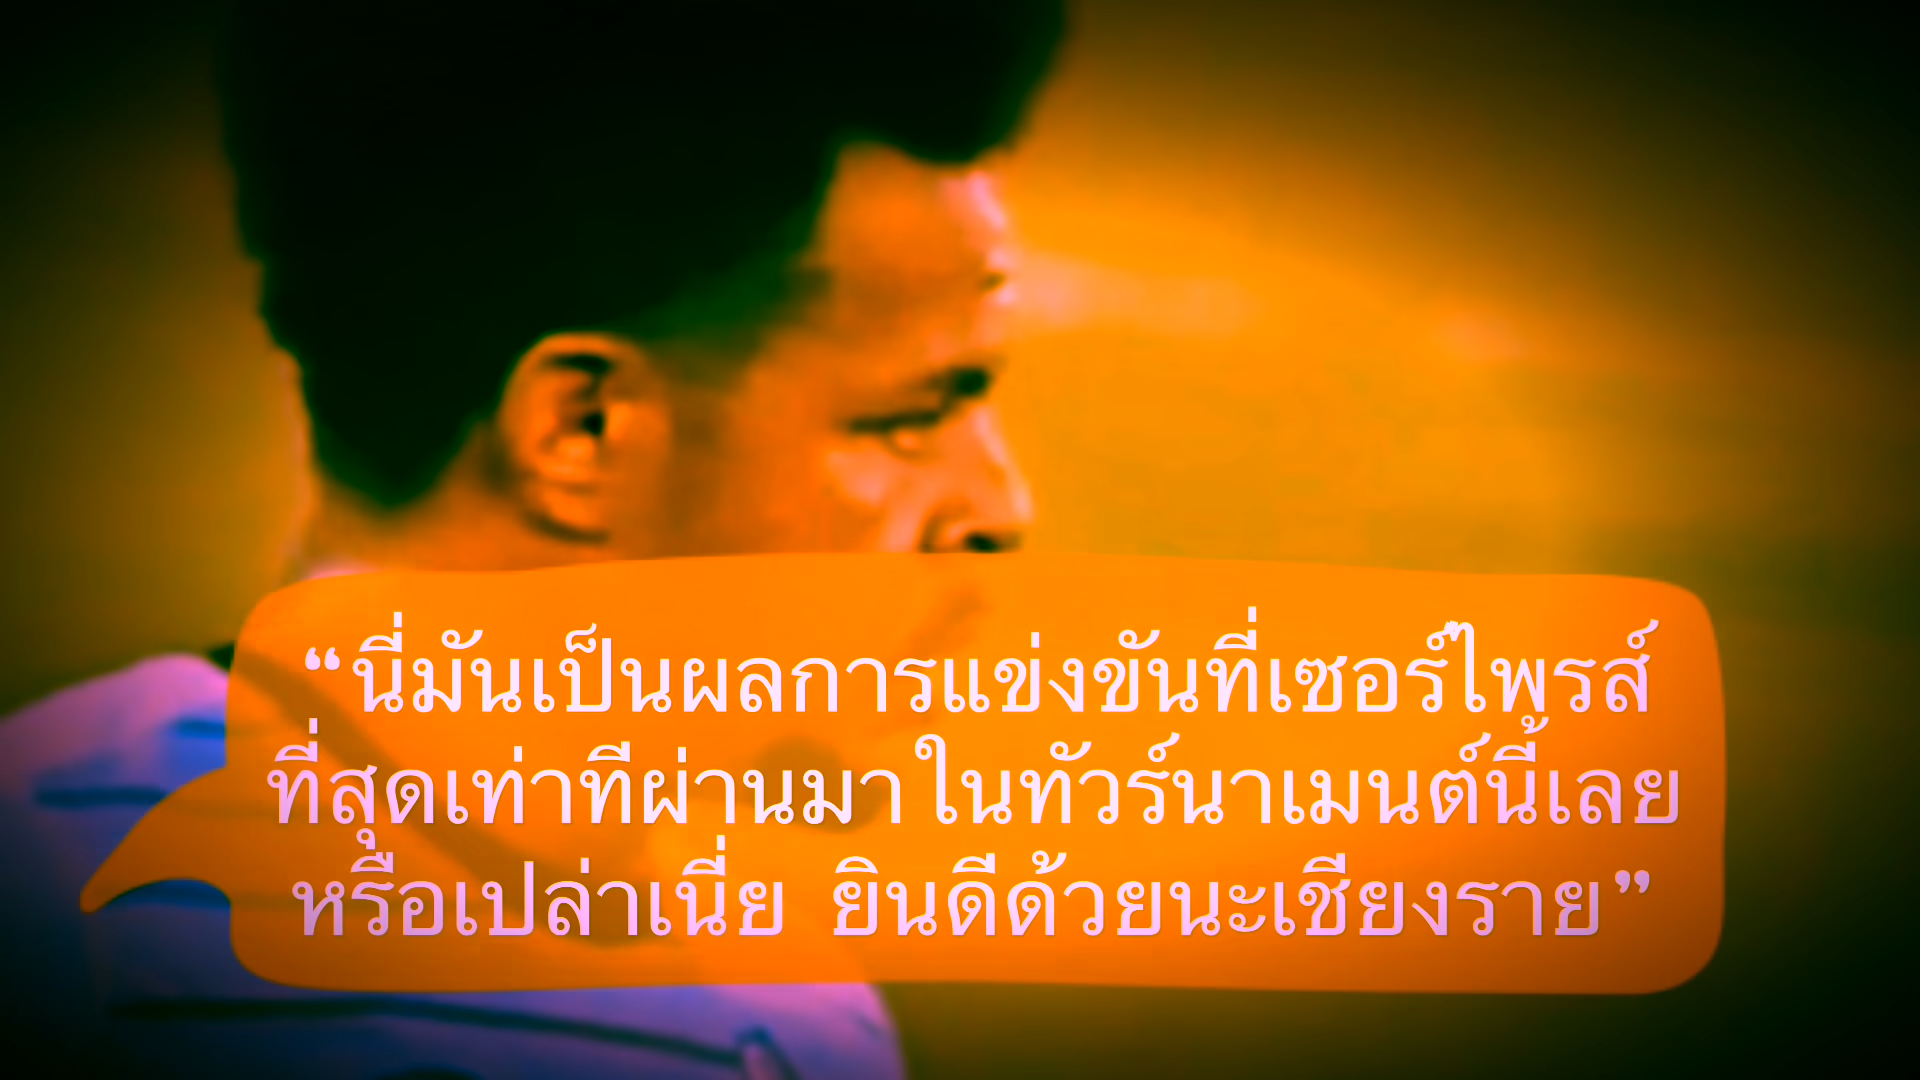 “นี่มันเป็นผลการแข่งขันที่เซอร์ไพรส์
ที่สุดเท่าทีผ่านมา ในทัวร์นาเมนต์นี้เลย
หรือเปล่าเนี่ย ยินดีด้วยนะเชียงราย”